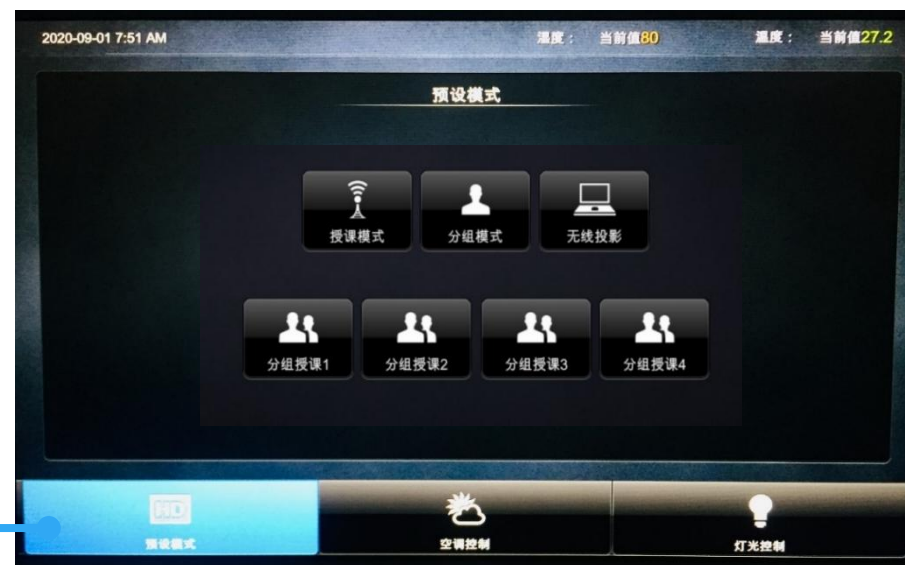 2020-09-01 7:51 AM
湿度: 当前值80
温度: 当前值27.2
预设模式
授课模式
分组模式
无线投影
分组授课1
分组授课2
分组授课3
分组授课4
HD
预设模式
空调控制
灯光控制